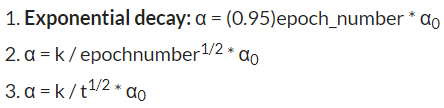 1. Exponential decay: α = (0.95)epoch_number * α₀
2. α = k / epochnumber¹/² * α₀
3. α = k / t¹/² * α₀